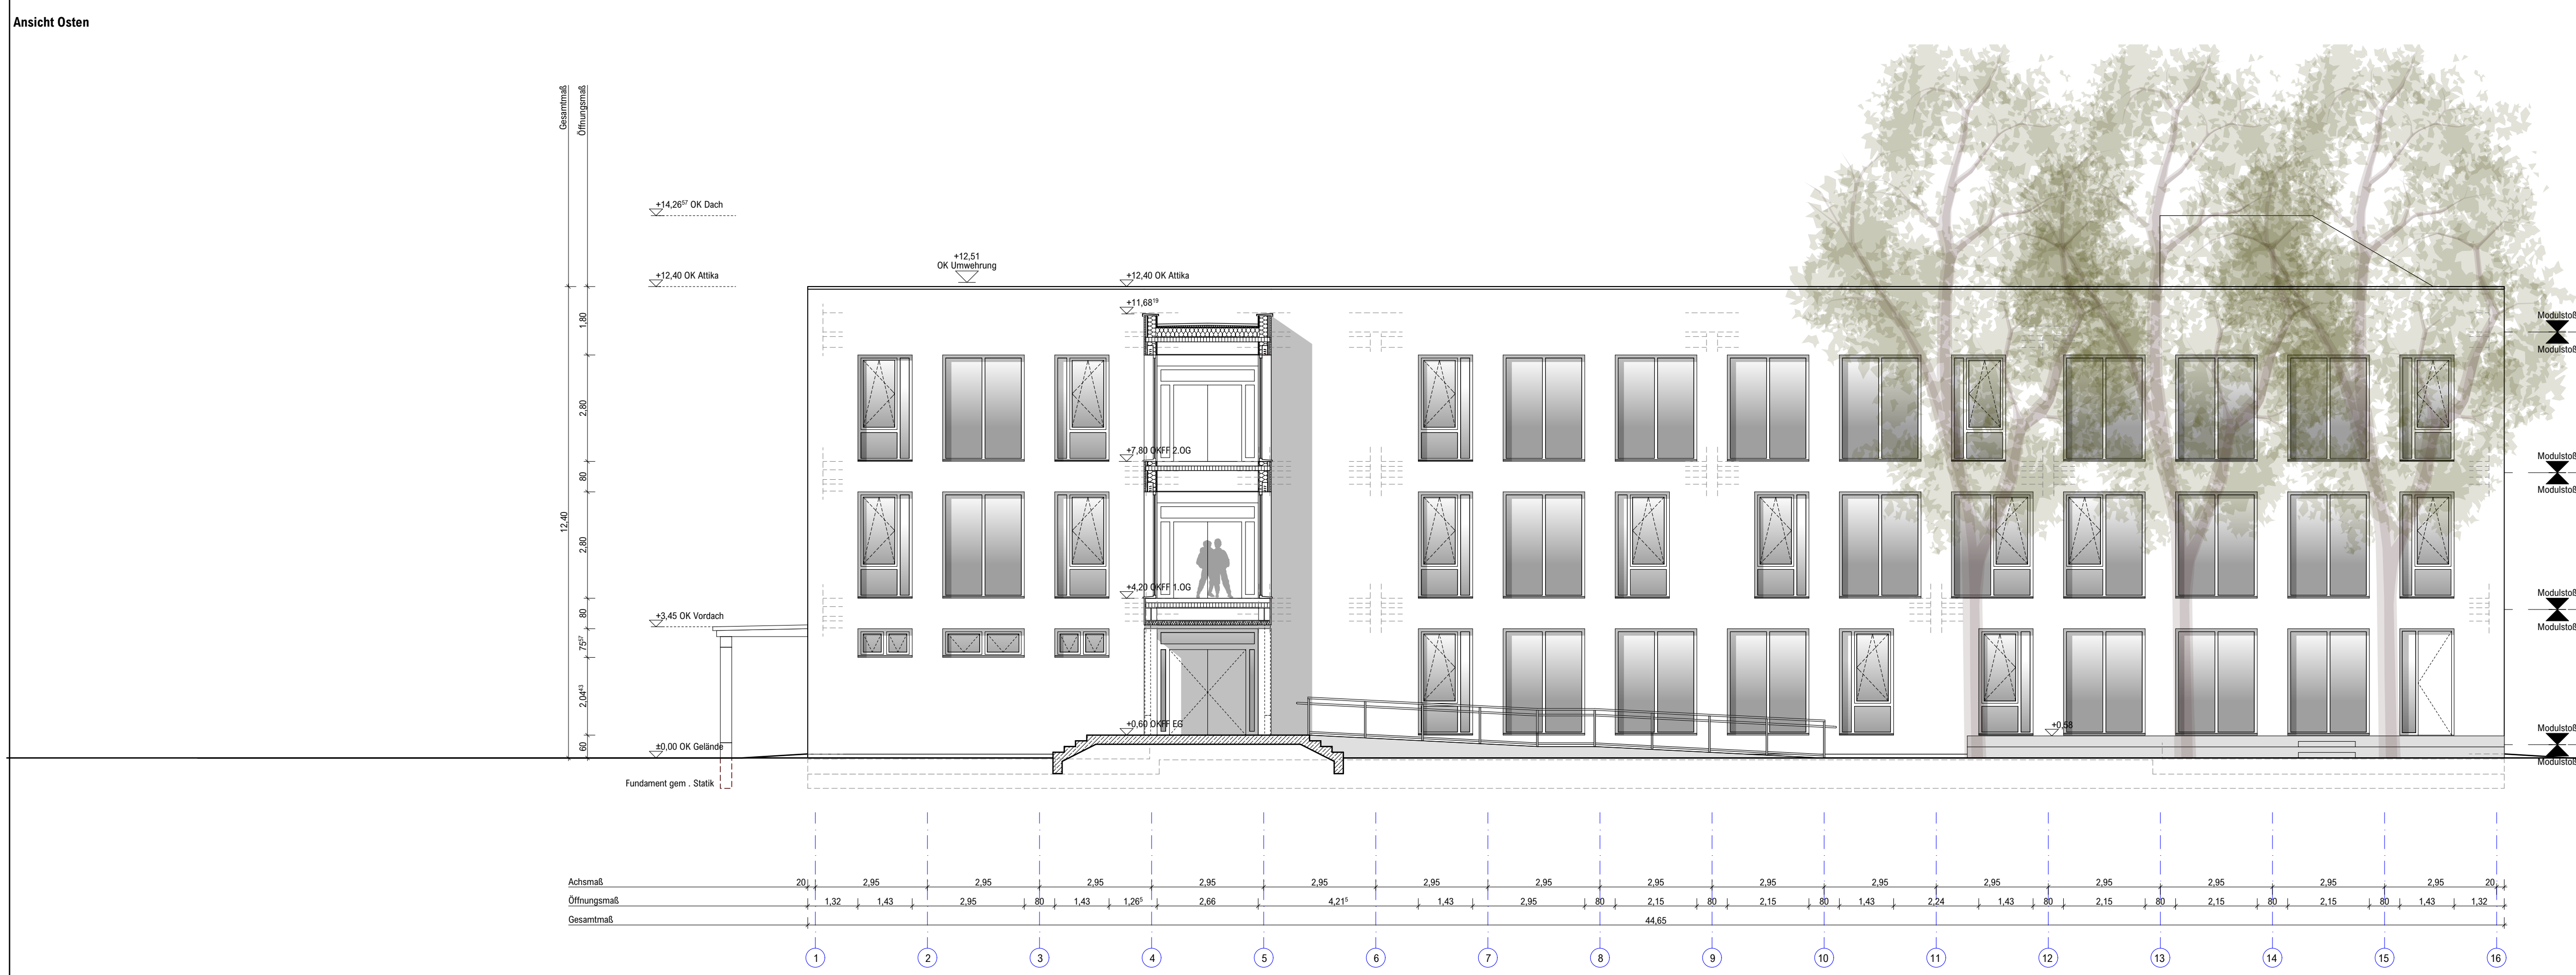 Ansicht Osten
Gesamtmaß
Öffnungsmaß
+14,26⁵⁷ OK Dach
+12,51
OK Umwehrung
+12,40 OK Attika
+12,40 OK Attika
+11,68¹⁹
1,80
Modulstoß
Modulstoß
2,80
+7,80 OKFF 2.OG
Modulstoß
80
Modulstoß
12,40
2,80
+4,20 OKFF 1.OG
Modulstoß
80
+3,45 OK Vordach
Modulstoß
75⁵⁷
2,04⁴³
+0,60 OKFF EG
+0,58
Modulstoß
60
±0,00 OK Gelände
Modulstoß
Fundament gem . Statik
Achsmaß 20 2,95 2,95 2,95 2,95 2,95 2,95 2,95 2,95 2,95 2,95 2,95 2,95 2,95 2,95 2,95 20
Öffnungsmaß 1,32 1,43 2,95 80 1,43 1,26⁵ 2,66 4,21⁵ 1,43 2,95 80 2,15 80 2,15 80 1,43 2,24 1,43 80 2,15 80 2,15 80 2,15 80 1,43 1,32
Gesamtmaß 44,65
1 2 3 4 5 6 7 8 9 10 11 12 13 14 15 16